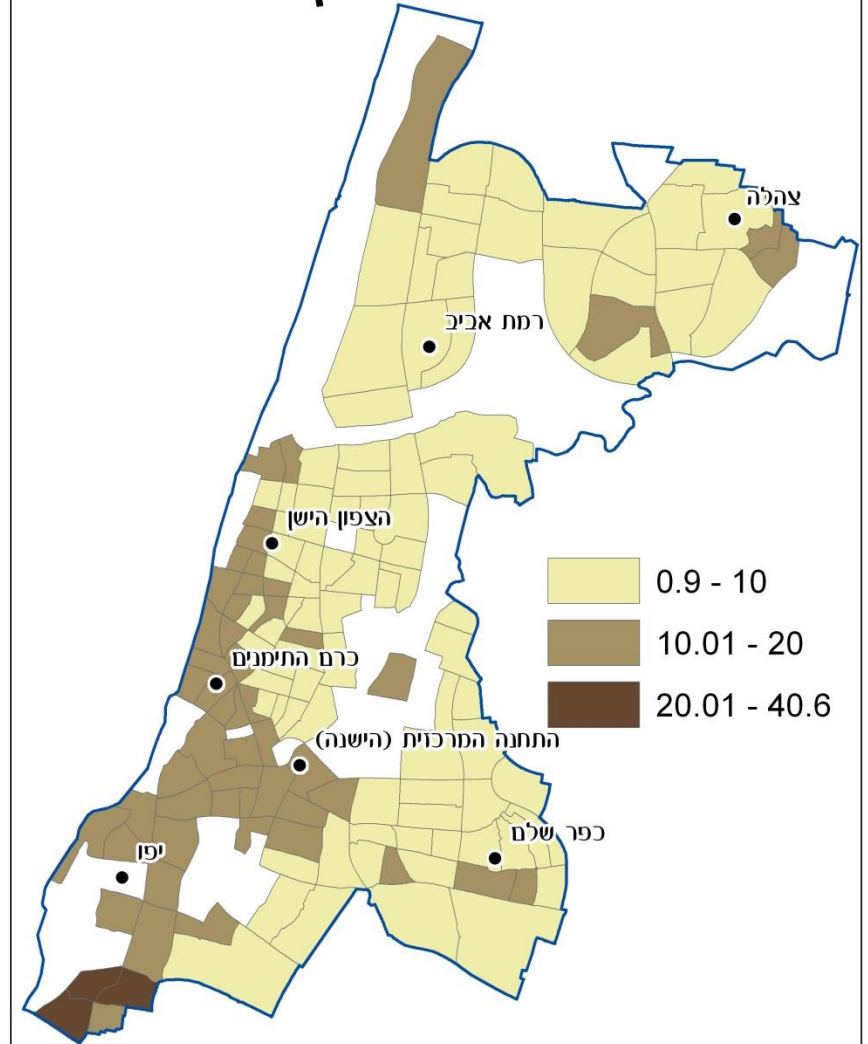 צהלה
רמת אביב
הצפון הישן
0.9 - 10
10.01 - 20
כרם התימנים
20.01 - 40.6
התחנה המרכזית (הישנה)
כפר שלם
יפו